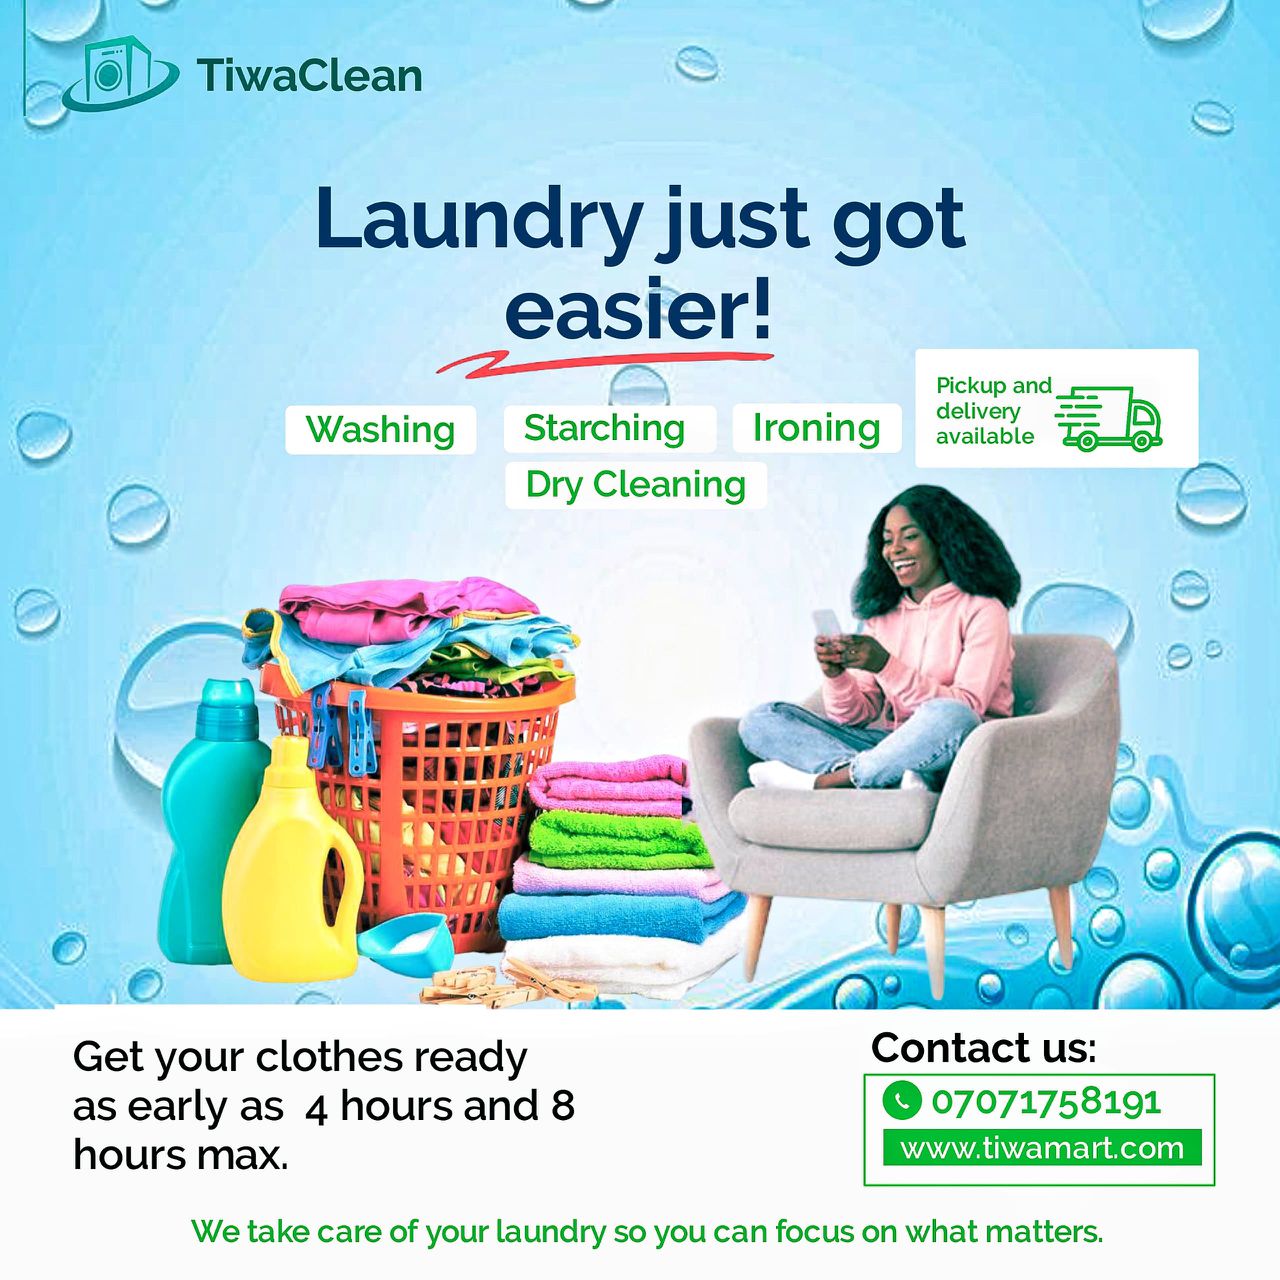 TiwaClean
Laundry just got
easier!
Washing
Starching
Ironing
Dry Cleaning
Pickup and
delivery
available
Get your clothes ready
as early as 4 hours and 8
hours max.
Contact us:
07071758191
www.tiwamart.com
We take care of your laundry so you can focus on what matters.